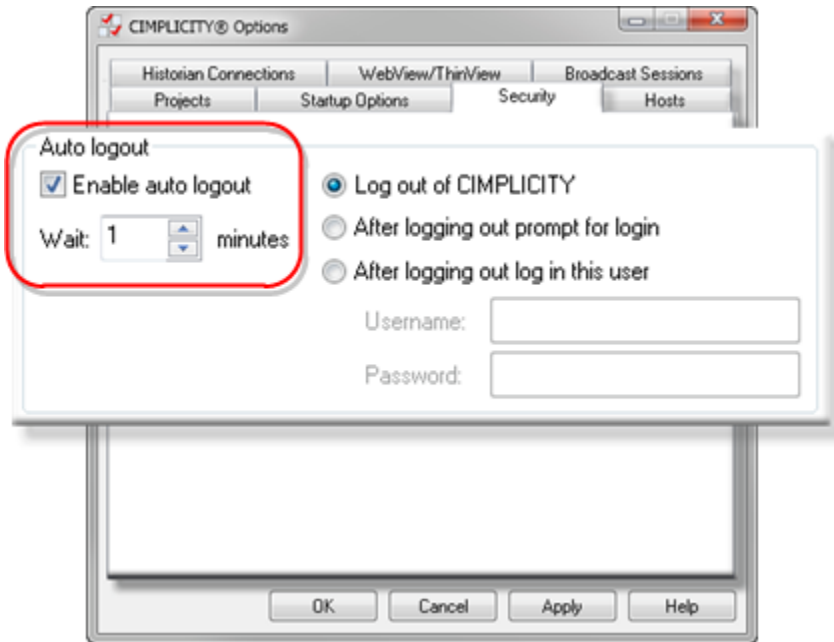 CIMPLICITY® Options
Historian Connections WebView/ThinView Broadcast Sessions
Projects Startup Options Security Hosts
Auto logout
Enable auto logout
Wait: 1 minutes
Log out of CIMPLICITY
After logging out prompt for login
After logging out log in this user
Username:
Password:
OK Cancel Apply Help